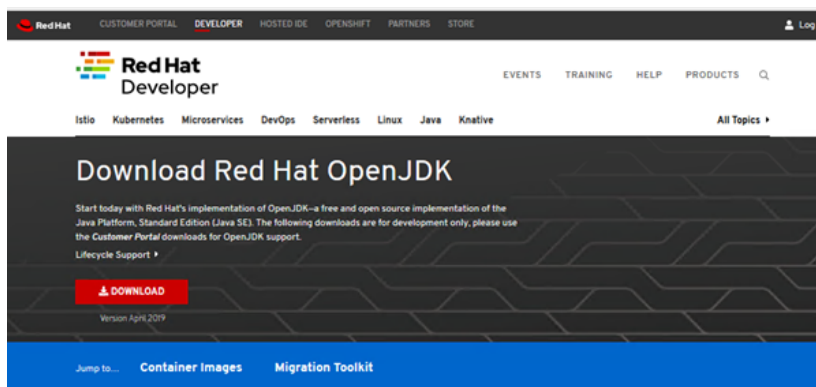 Red Hat CUSTOMER PORTAL DEVELOPER HOSTED IDE OPENSHIFT PARTNERS STORE Log
Red Hat
Developer
EVENTS TRAINING HELP PRODUCTS
Istio Kubernetes Microservices DevOps Serverless Linux Java Knative All Topics
Download Red Hat OpenJDK
Start today with Red Hat's implementation of OpenJDK—a free and open source implementation of the
Java Platform, Standard Edition (Java SE). The following downloads are for development only, please use
the Customer Portal downloads for OpenJDK support.
Lifecycle Support
DOWNLOAD
Version April 2019
Jump to... Container Images Migration Toolkit